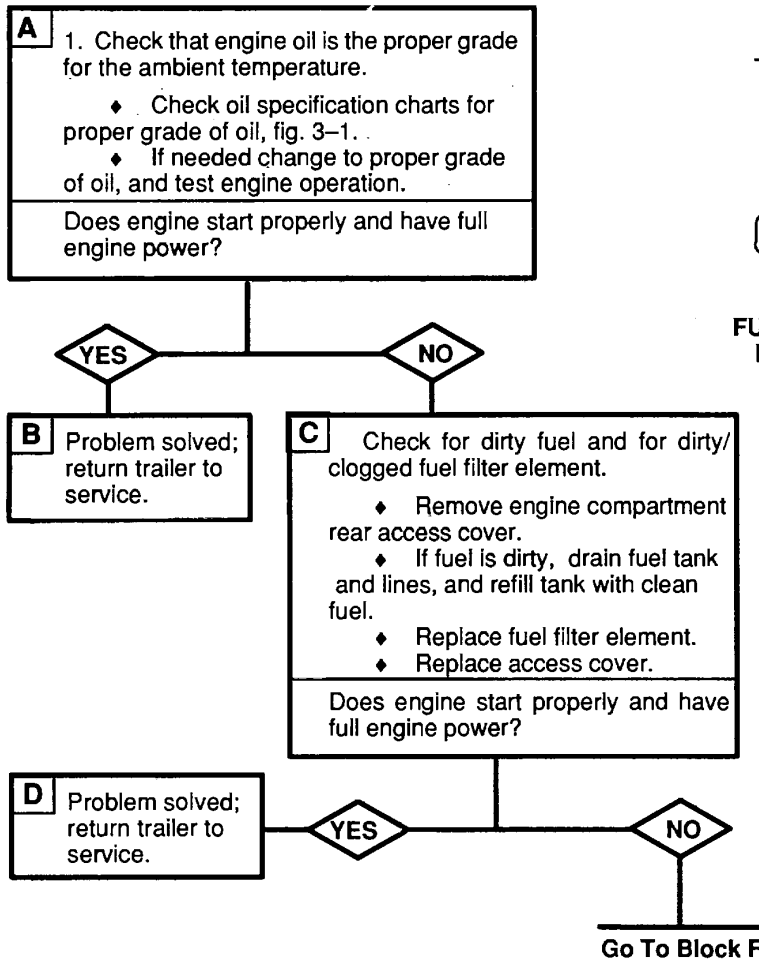 A
1. Check that engine oil is the proper grade
for the ambient temperature.
♦ Check oil specification charts for
proper grade of oil, fig. 3–1.
♦ If needed change to proper grade
of oil, and test engine operation.
Does engine start properly and have full
engine power?
YES
NO
B
Problem solved;
return trailer to
service.
C
Check for dirty fuel and for dirty/
clogged fuel filter element.
♦ Remove engine compartment
rear access cover.
♦ If fuel is dirty, drain fuel tank
and lines, and refill tank with clean
fuel.
♦ Replace fuel filter element.
♦ Replace access cover.
Does engine start properly and have
full engine power?
D
Problem solved;
return trailer to
service.
YES
NO
Go To Block F